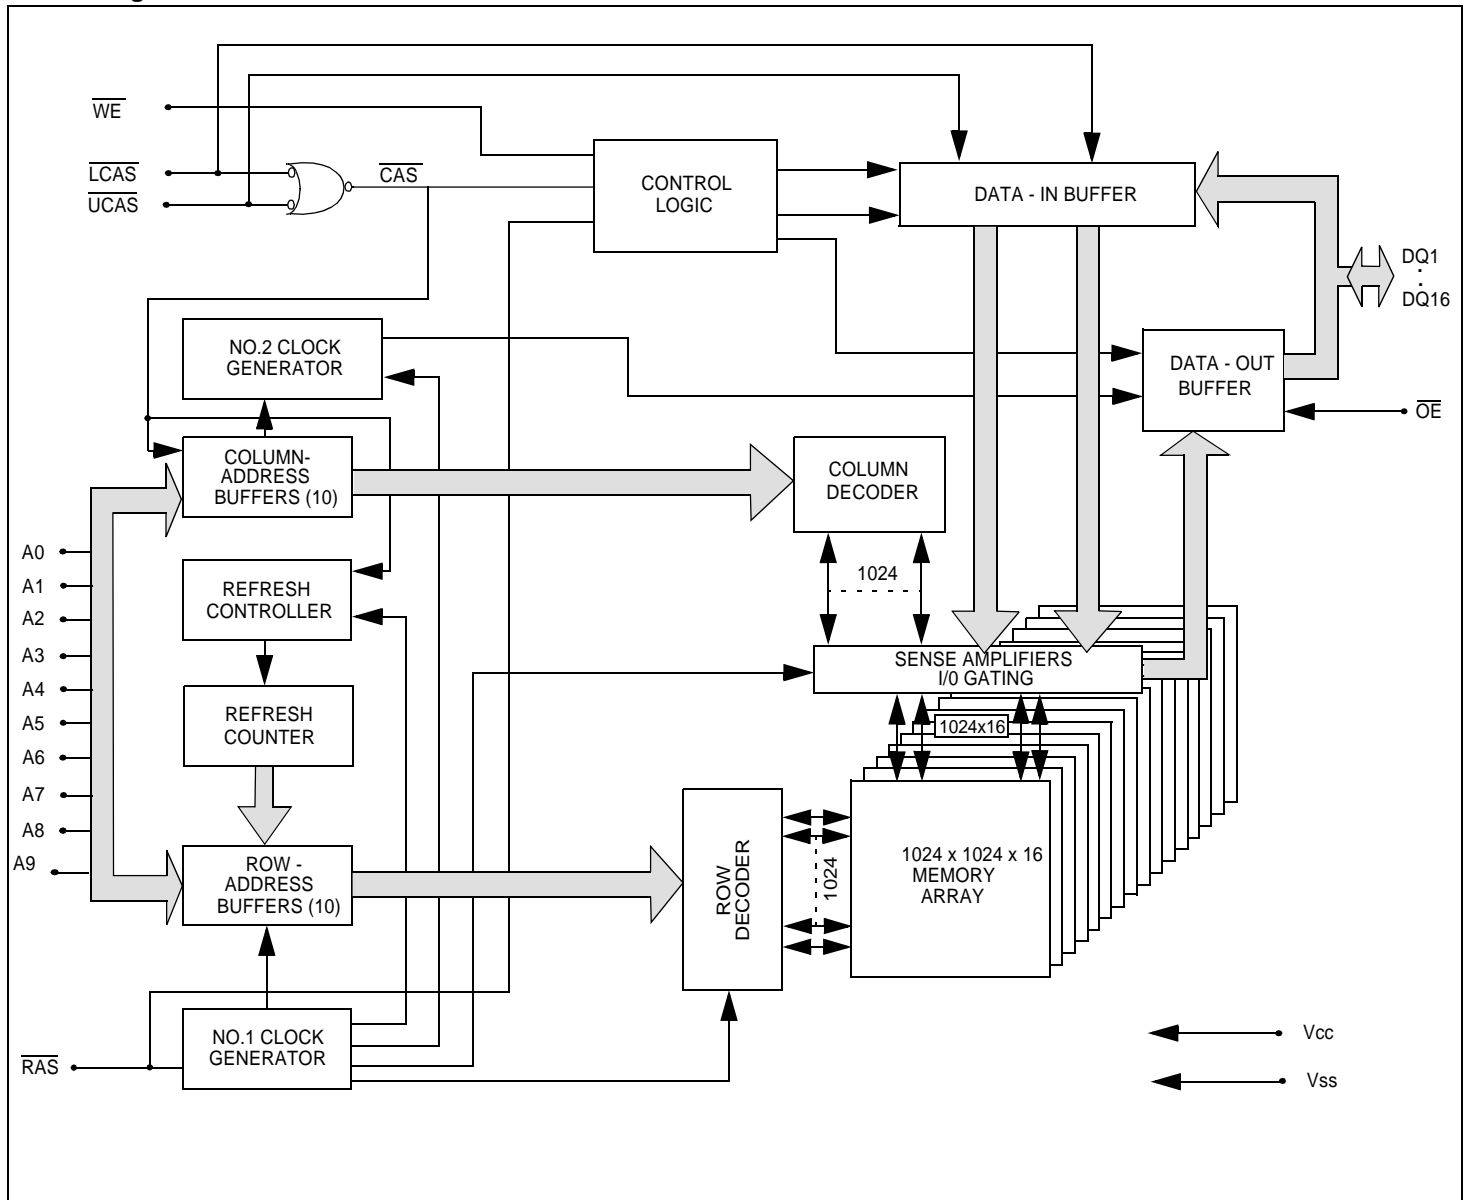 WE
LCAS
UCAS
CAS
CONTROL
LOGIC
DATA - IN BUFFER
DQ1
.
.
DQ16
NO.2 CLOCK
GENERATOR
DATA - OUT
BUFFER
OE
COLUMN-
ADDRESS
BUFFERS (10)
COLUMN
DECODER
A0
A1
A2
A3
A4
A5
A6
A7
A8
A9
REFRESH
CONTROLLER
1024
SENSE AMPLIFIERS
I/0 GATING
REFRESH
COUNTER
1024x16
ROW -
ADDRESS
BUFFERS (10)
ROW
DECODER
1024
1024 x 1024 x 16
MEMORY
ARRAY
NO.1 CLOCK
GENERATOR
RAS
Vcc
Vss